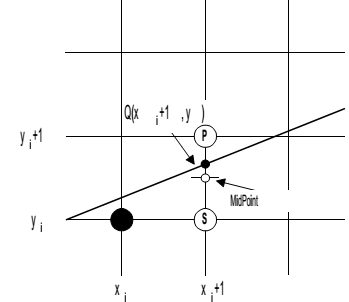 Q(x i+1 , y )
y i+1
P
MidPoint
y i
S
x i
x i+1